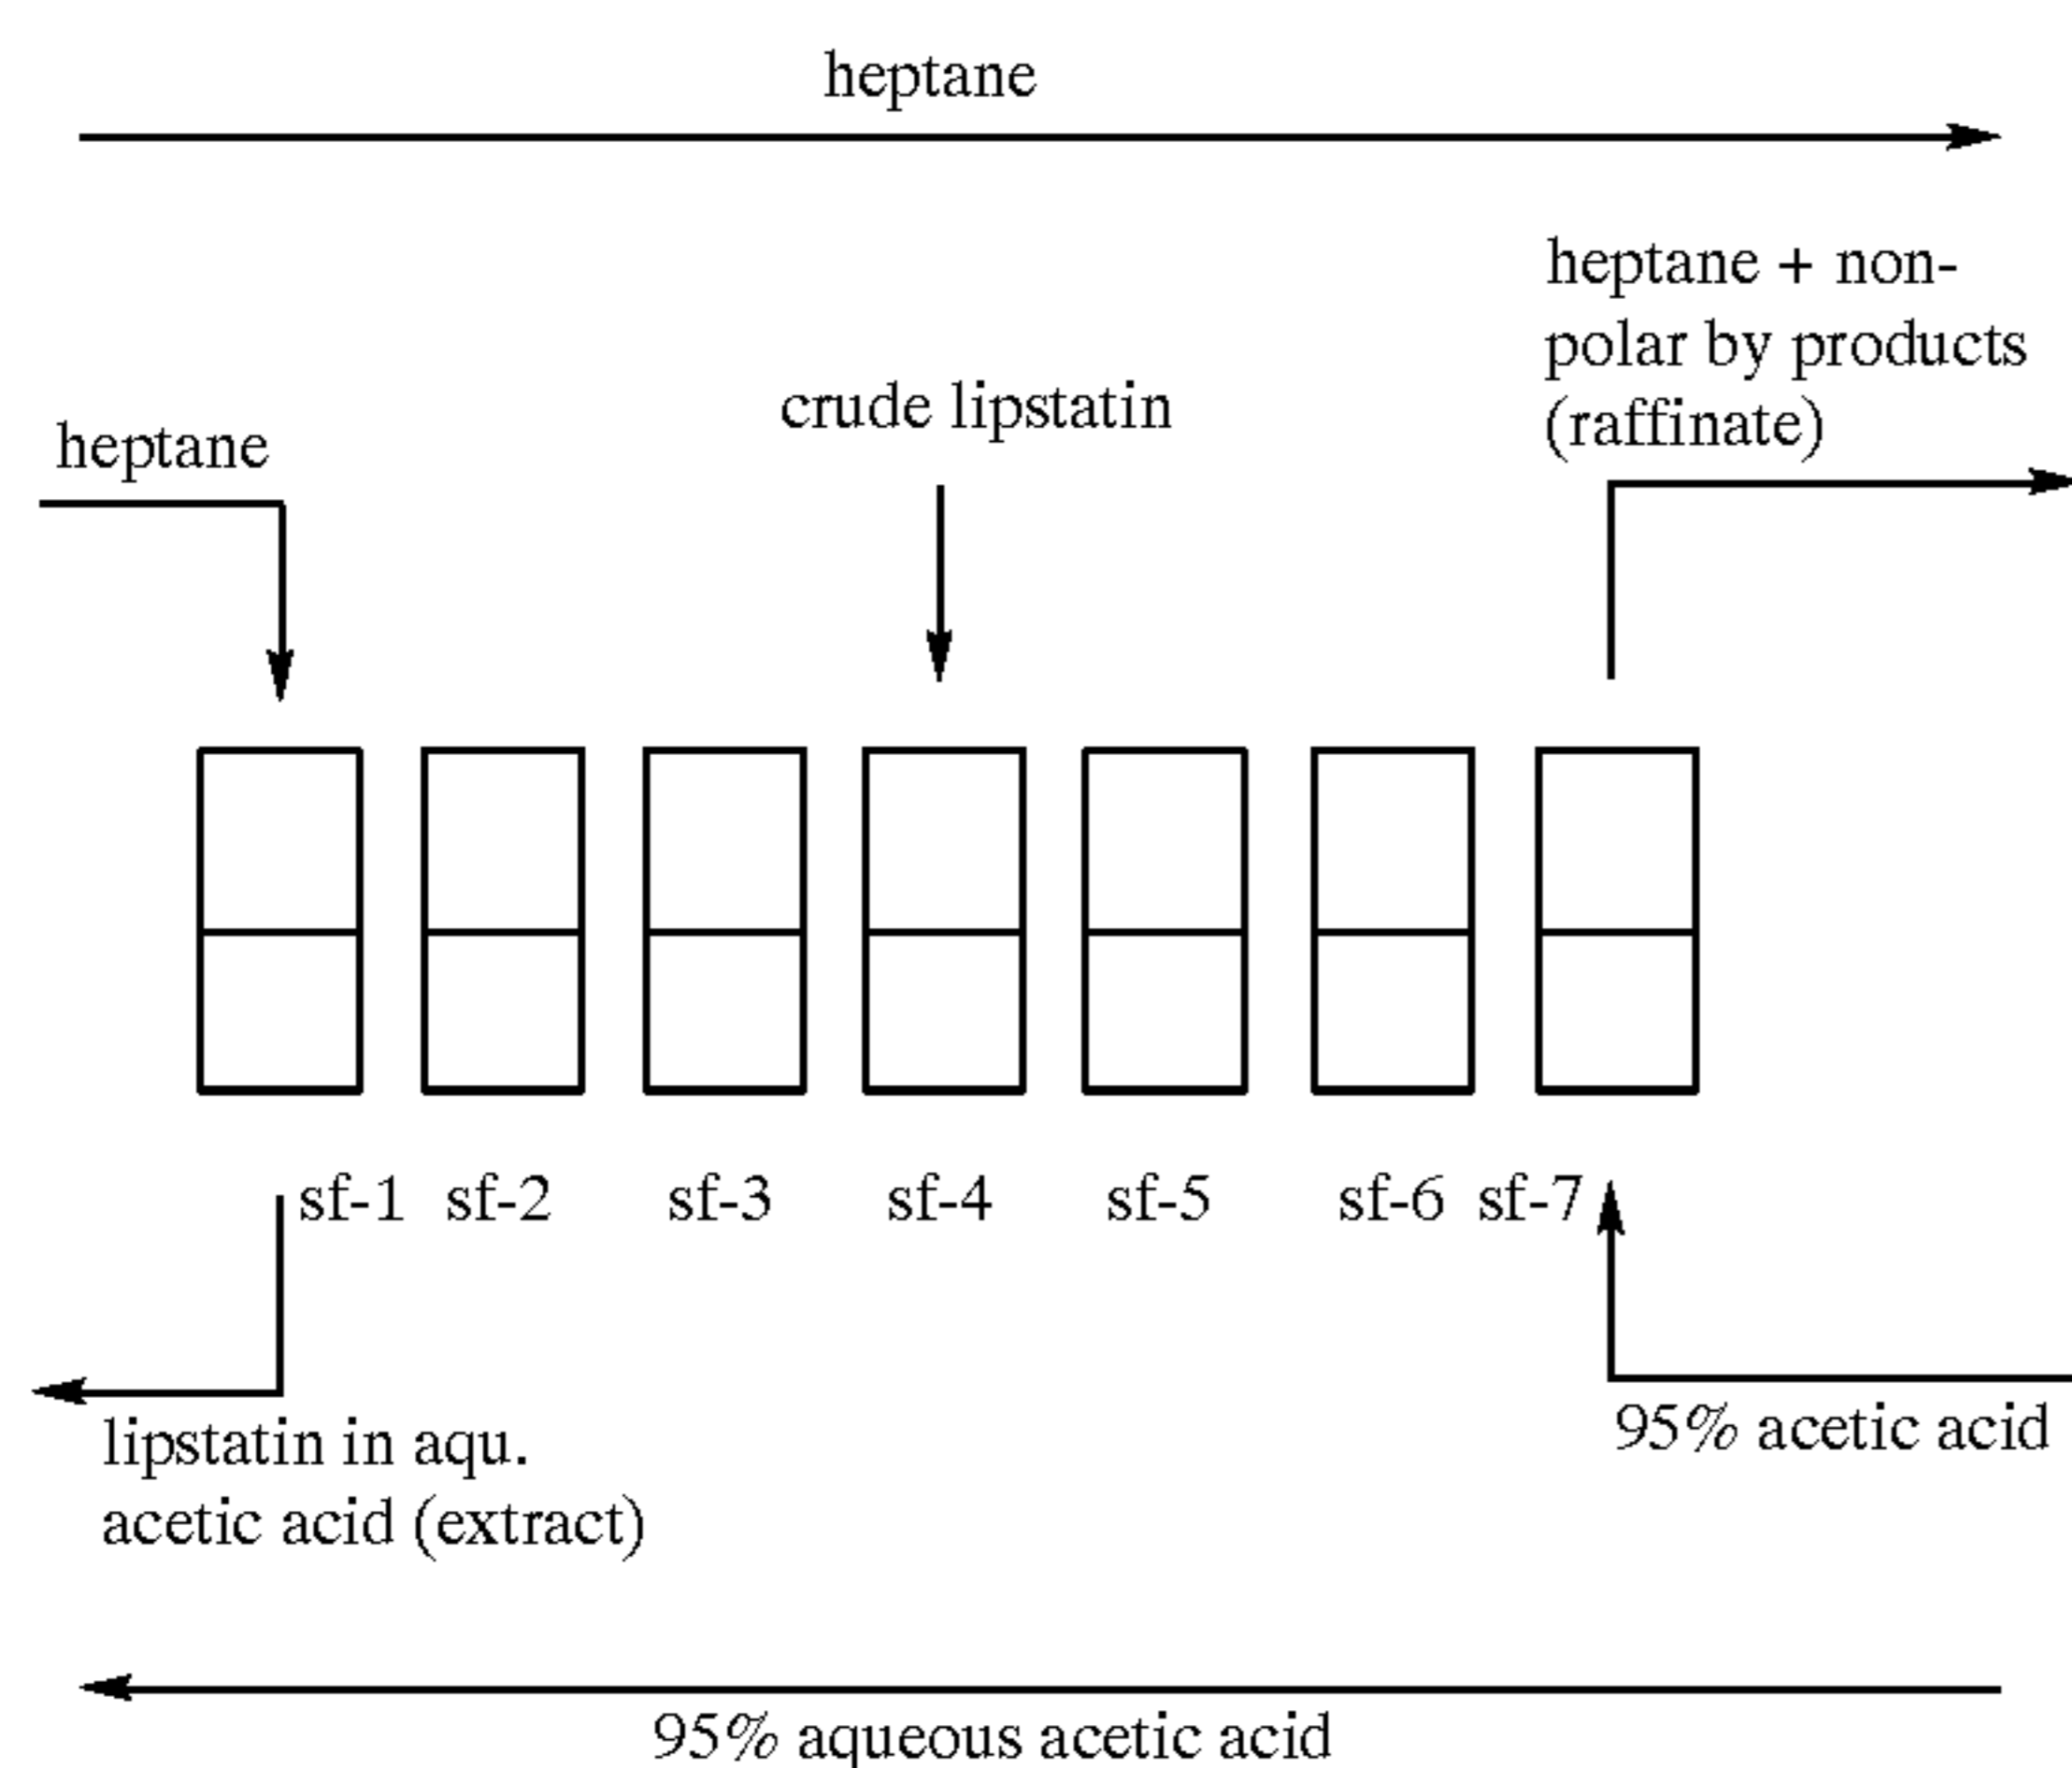 heptane
heptane + non-
polar by products
(raffinate)
crude lipstatin
heptane
sf-1 sf-2 sf-3 sf-4 sf-5 sf-6 sf-7
95% acetic acid
lipstatin in aqu.
acetic acid (extract)
95% aqueous acetic acid